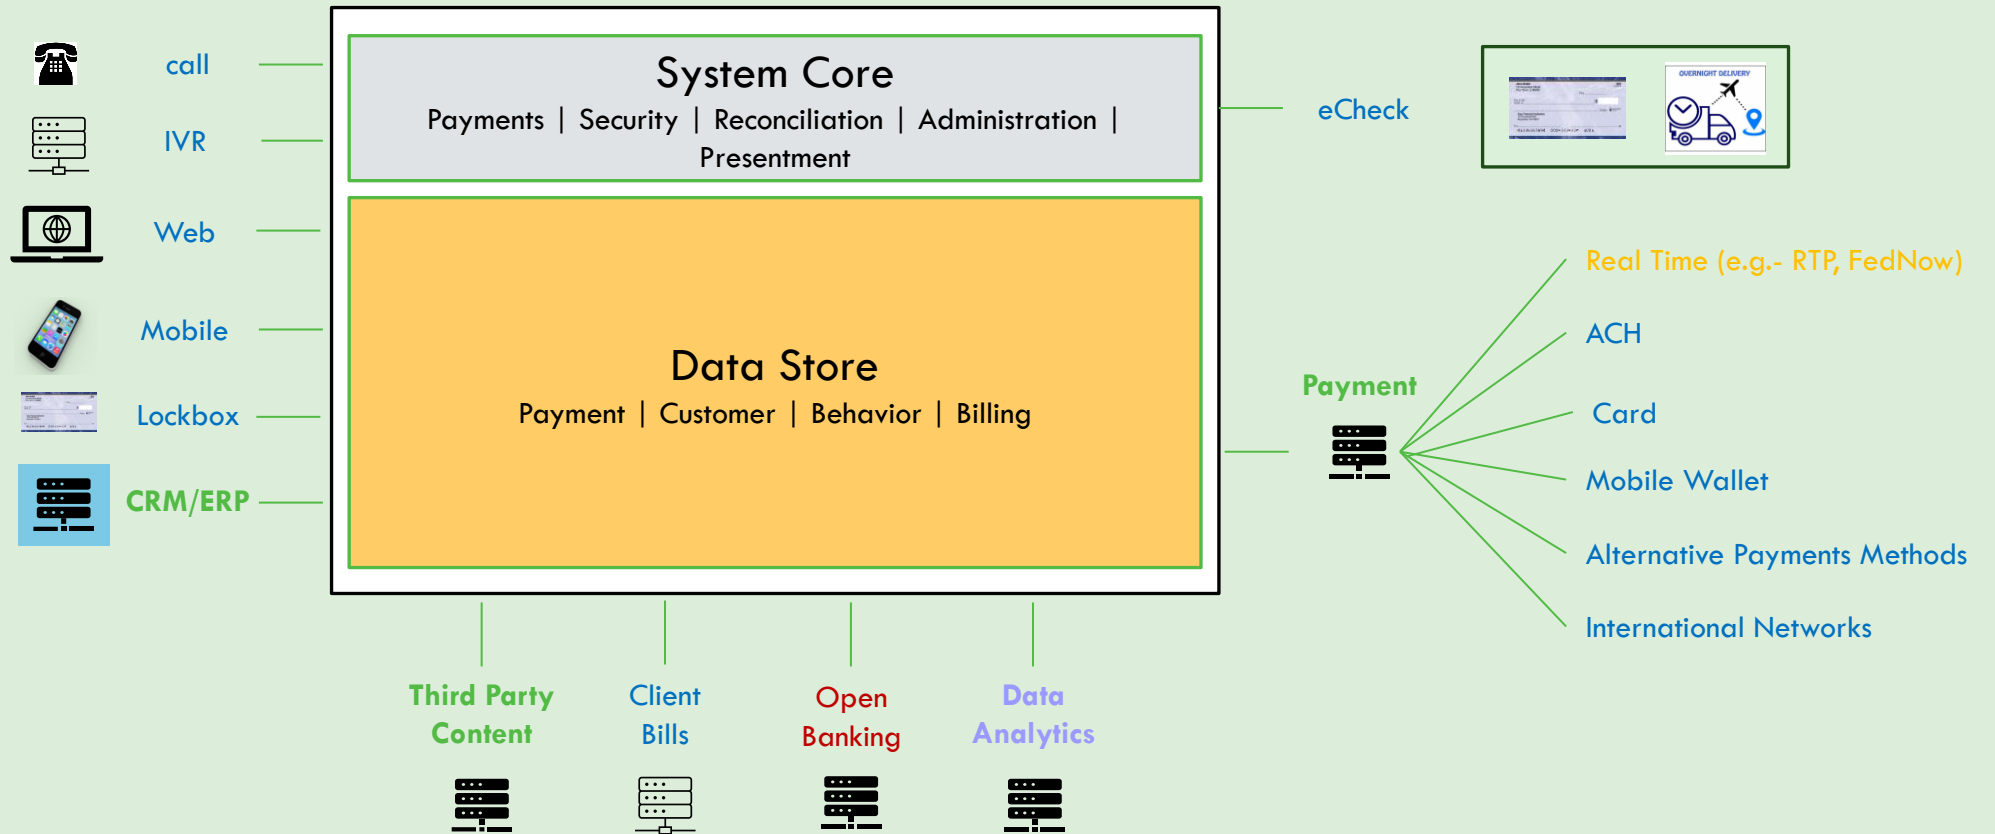 call
IVR
Web
Mobile
Lockbox
CRM/ERP
System Core
Payments | Security | Reconciliation | Administration |
Presentment
Data Store
Payment | Customer | Behavior | Billing
eCheck
OVERNIGHT DELIVERY
Payment
Real Time (e.g.- RTP, FedNow)
ACH
Card
Mobile Wallet
Alternative Payments Methods
International Networks
Third Party
Content
Client
Bills
Open
Banking
Data
Analytics